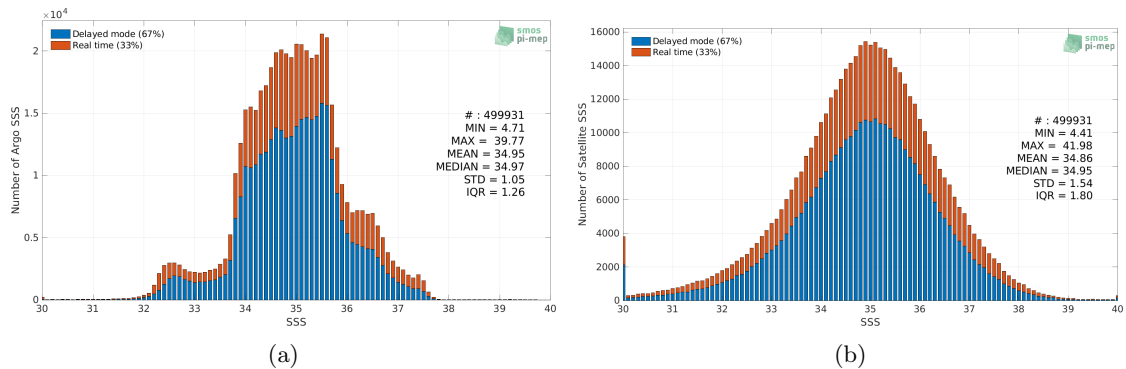 ×10⁴
Delayed mode (67%)
Real time (33%)
smos
pi-mep
# : 499931
MIN = 4.71
MAX = 39.77
MEAN = 34.95
MEDIAN = 34.97
STD = 1.05
IQR = 1.26
Number of Argo SSS
2
1.5
1
0.5
0
30 31 32 33 34 35 36 37 38 39 40
SSS
(a)
Delayed mode (67%)
Real time (33%)
smos
pi-mep
# : 499931
MIN = 4.41
MAX = 41.98
MEAN = 34.86
MEDIAN = 34.95
STD = 1.54
IQR = 1.80
Number of Satellite SSS
16000
14000
12000
10000
8000
6000
4000
2000
0
30 31 32 33 34 35 36 37 38 39 40
SSS
(b)